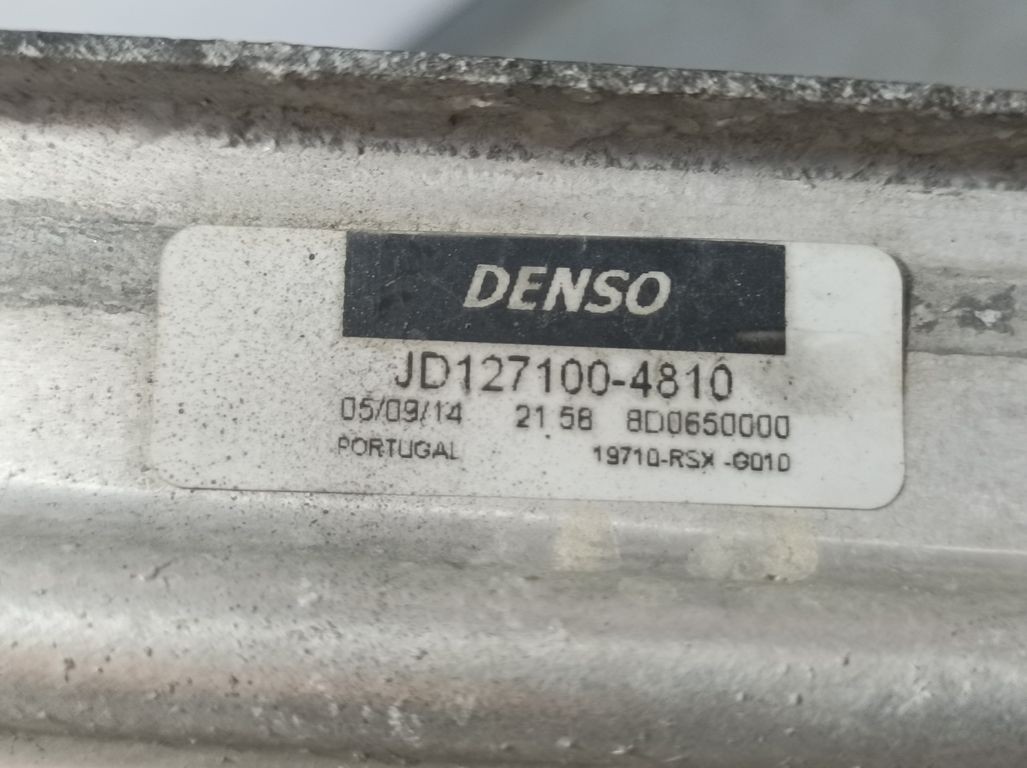 DENSO
JD127100-4810
05/09/14 21 58 8D0650000
PORTUGAL 19710-RSX -G010